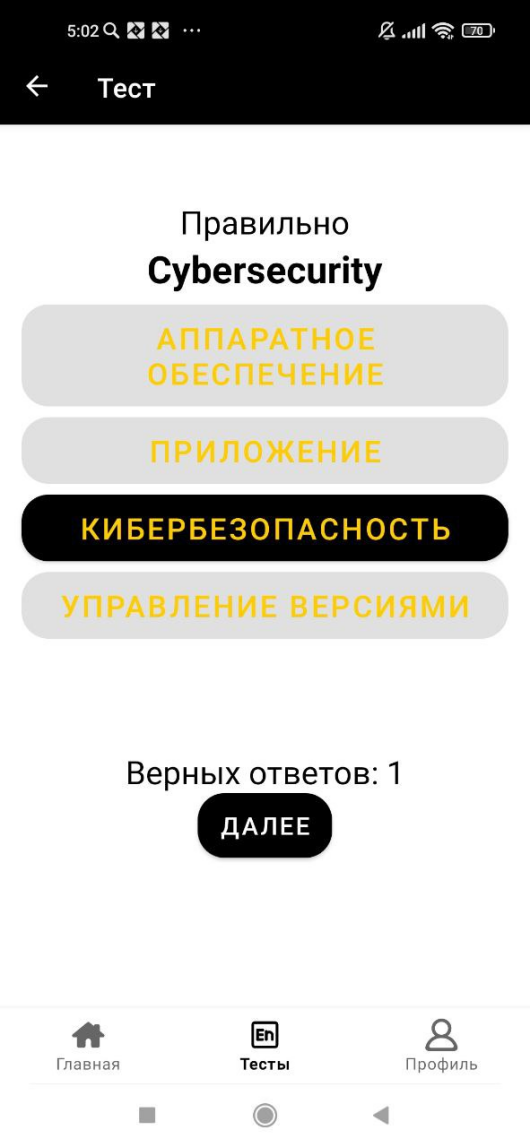 5:02
70
Тест
Правильно
Cybersecurity
АППАРАТНОЕ
ОБЕСПЕЧЕНИЕ
ПРИЛОЖЕНИЕ
КИБЕРБЕЗОПАСНОСТЬ
УПРАВЛЕНИЕ ВЕРСИЯМИ
Верных ответов: 1
ДАЛЕЕ
En
Главная
Тесты
Профиль